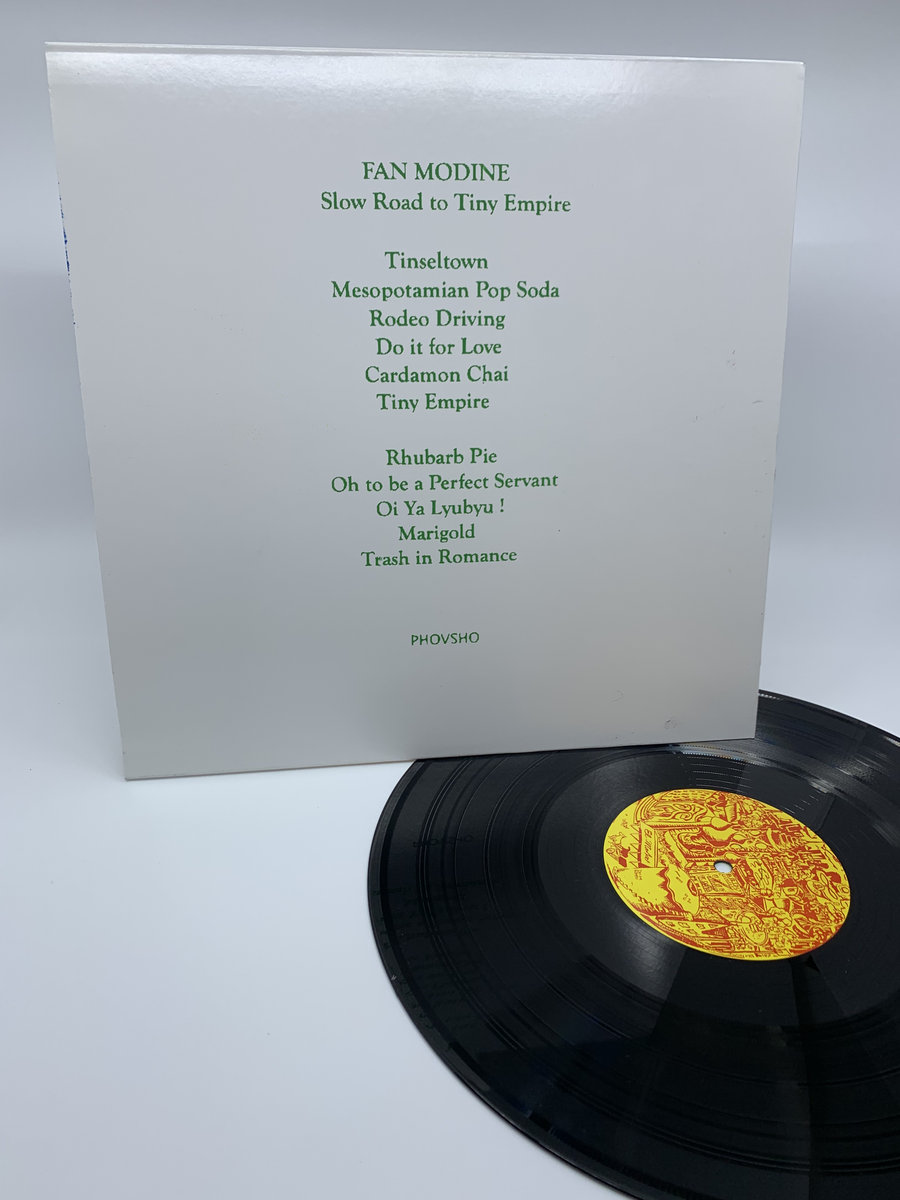 FAN MODINE
Slow Road to Tiny Empire
Tinseltown
Mesopotamian Pop Soda
Rodeo Driving
Do it for Love
Cardamon Chai
Tiny Empire
Rhubarb Pie
Oh to be a Perfect Servant
Oi Ya Lyubyu !
Marigold
Trash in Romance
PHOVSHO